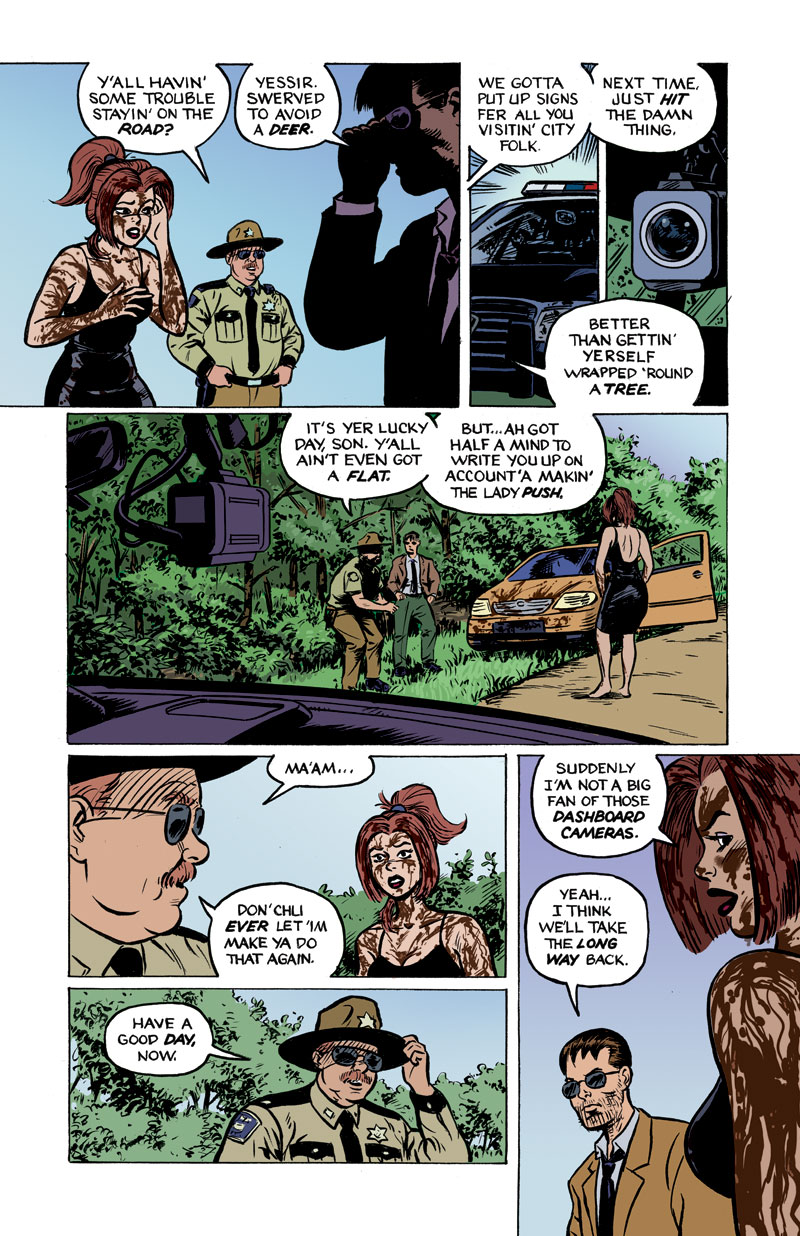 Y'ALL HAVIN'
SOME TROUBLE
STAYIN' ON THE
ROAD?
YESSIR.
SWERVED
TO AVOID
A DEER.
WE GOTTA
PUT UP SIGNS
FER ALL YOU
VISITIN' CITY
FOLK.
NEXT TIME,
JUST HIT
THE DAMN
THING.
BETTER
THAN GETTIN'
YERSELF
WRAPPED 'ROUND
A TREE.
IT'S YER LUCKY
DAY, SON. Y'ALL
AIN'T EVEN GOT
A FLAT.
BUT...AH GOT
HALF A MIND TO
WRITE YOU UP ON
ACCOUNT'A MAKIN'
THE LADY PUSH.
MA'AM...
DON'CHLI
EVER LET 'IM
MAKE YA DO
THAT AGAIN.
HAVE A
GOOD DAY,
NOW.
SUDDENLY
I'M NOT A BIG
FAN OF THOSE
DASHBOARD
CAMERAS.
YEAH...
I THINK
WE'LL TAKE
THE LONG
WAY BACK.